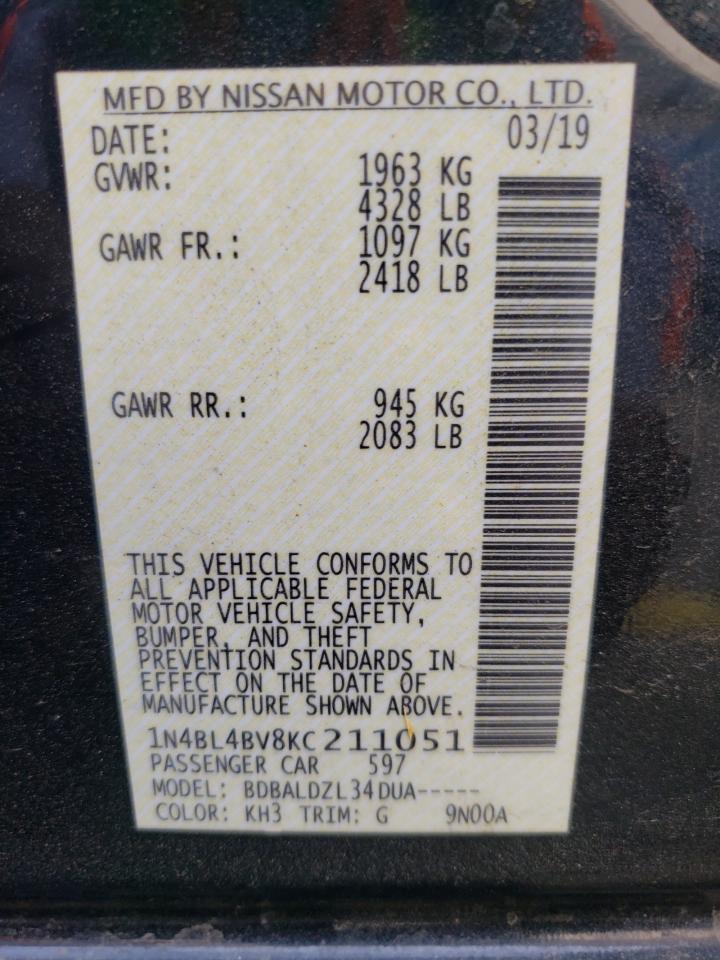 MFD BY NISSAN MOTOR CO., LTD.
DATE: 03/19
GVWR: 1963 KG
4328 LB
GAWR FR.: 1097 KG
2418 LB
GAWR RR.: 945 KG
2083 LB
THIS VEHICLE CONFORMS TO
ALL APPLICABLE FEDERAL
MOTOR VEHICLE SAFETY,
BUMPER, AND THEFT
PREVENTION STANDARDS IN
EFFECT ON THE DATE OF
MANUFACTURE SHOWN ABOVE.
1N4BL4BV8KC211051
PASSENGER CAR 597
MODEL: BDBALDZL34DUA-----
COLOR: KH3 TRIM: G 9N00A